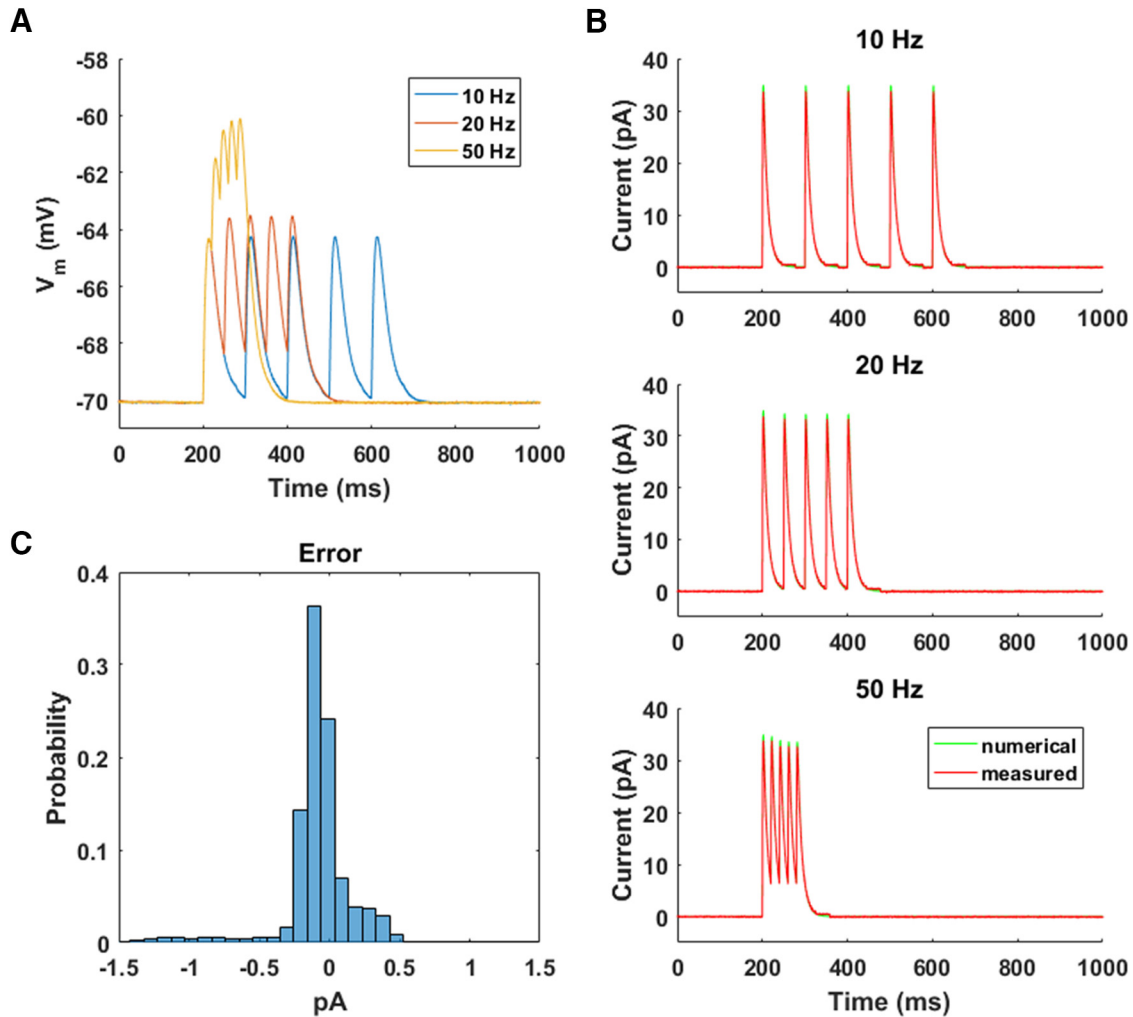 A
-58
-60
-62
-64
-66
-68
-70
V_m (mV)
10 Hz
20 Hz
50 Hz
0 200 400 600 800 1000
Time (ms)
B
10 Hz
40
30
20
10
0
Current (pA)
0 200 400 600 800 1000
20 Hz
40
30
20
10
0
Current (pA)
0 200 400 600 800 1000
50 Hz
40
30
20
10
0
Current (pA)
numerical
measured
0 200 400 600 800 1000
Time (ms)
C
Error
0.4
0.3
0.2
0.1
0
Probability
-1.5 -1 -0.5 0 0.5 1 1.5
pA